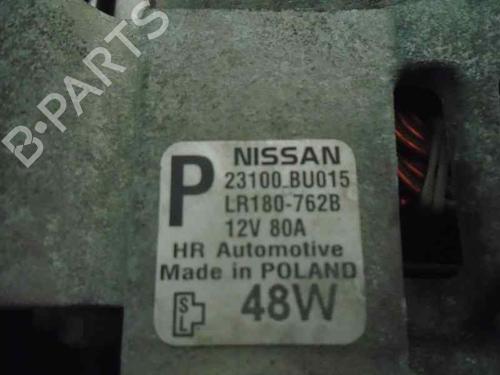 B-PARTS
P
NISSAN
23100.BU015
LR180-762B
12V 80A
HR Automotive
Made in POLAND
S
L
48W